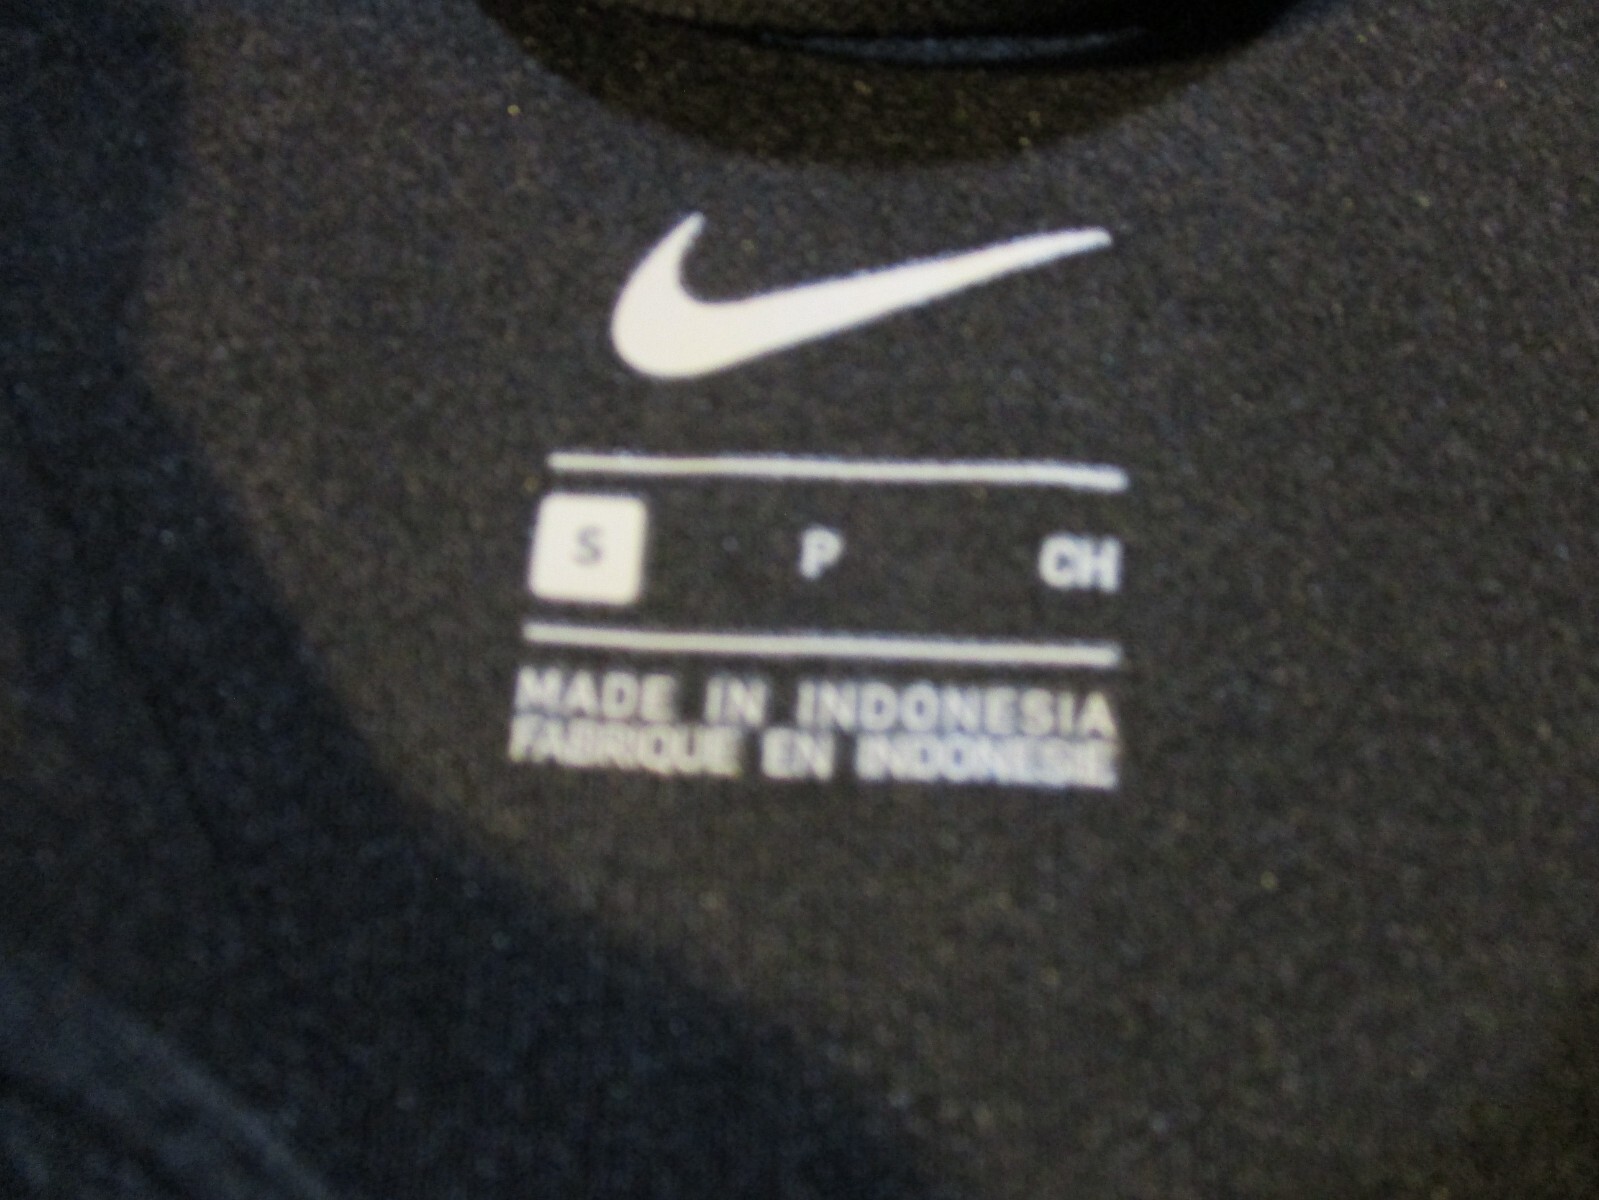 S P CH
MADE IN INDONESIA
FABRIQUE EN INDONESIE